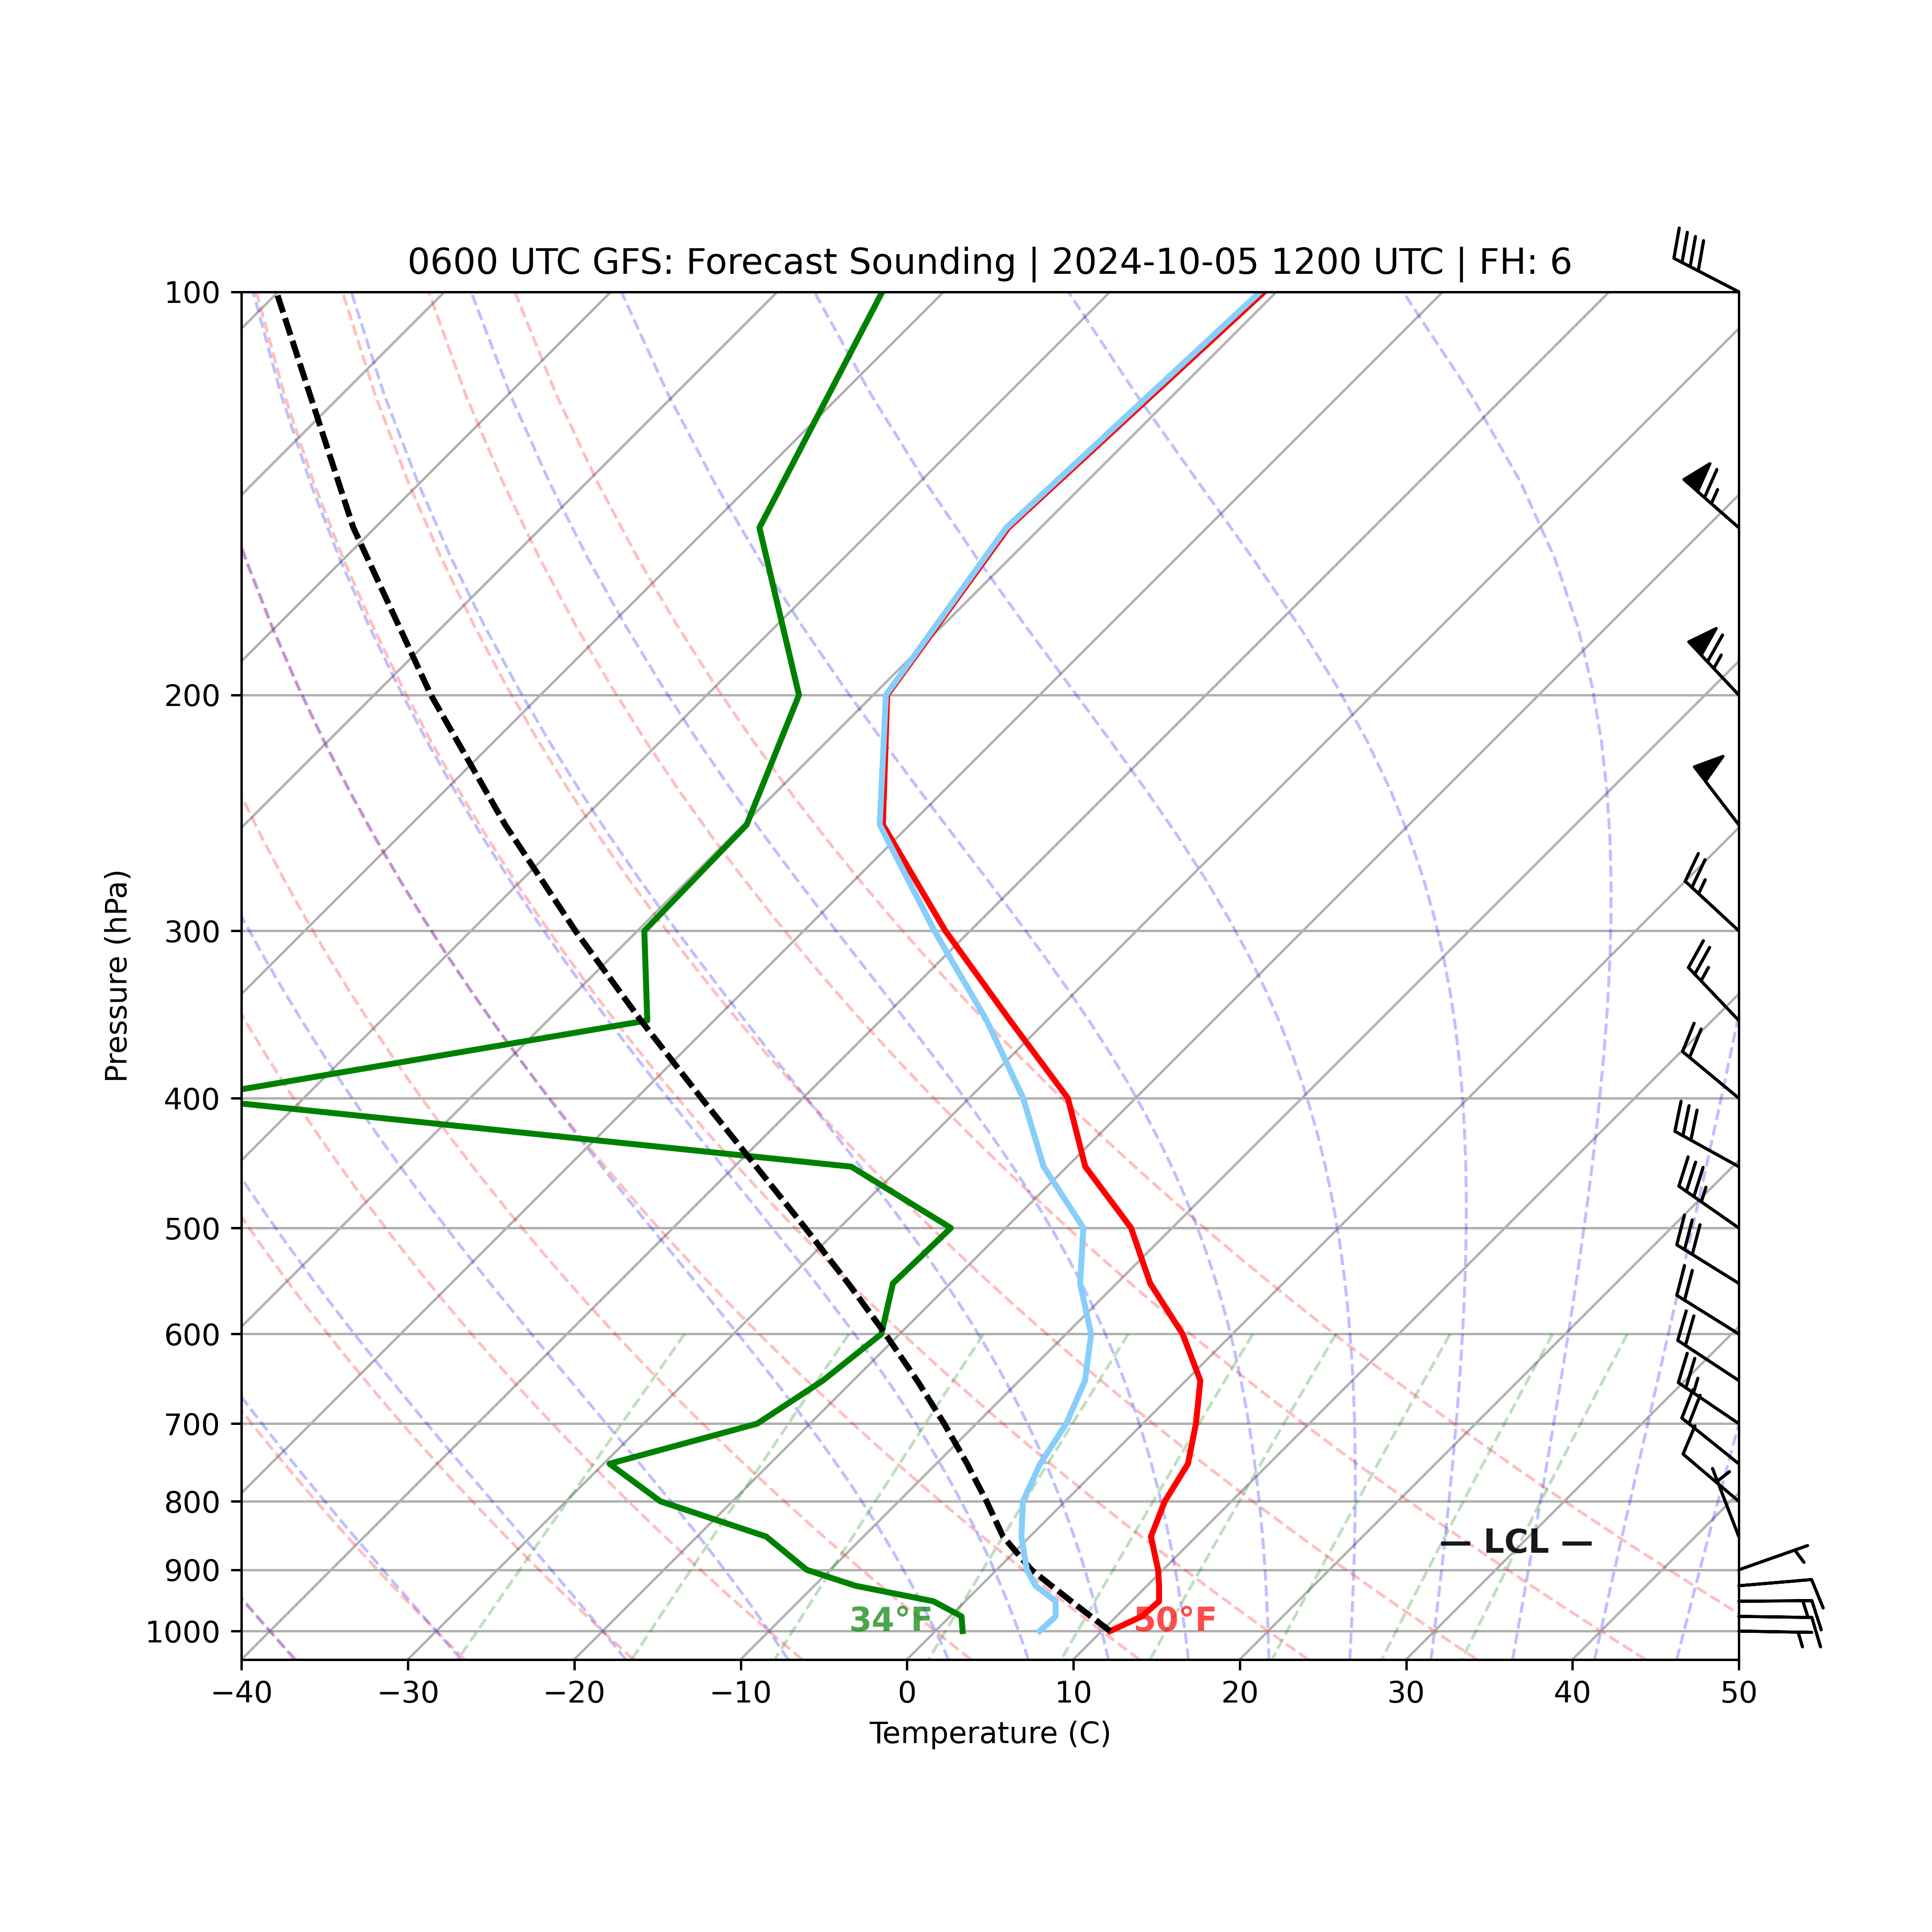 0600 UTC GFS: Forecast Sounding | 2024-10-05 1200 UTC | FH: 6
100
200
300
400
500
600
700
800
900
1000
Pressure (hPa)
— LCL —
34°F
50°F
−40 −30 −20 −10 0 10 20 30 40 50
Temperature (C)